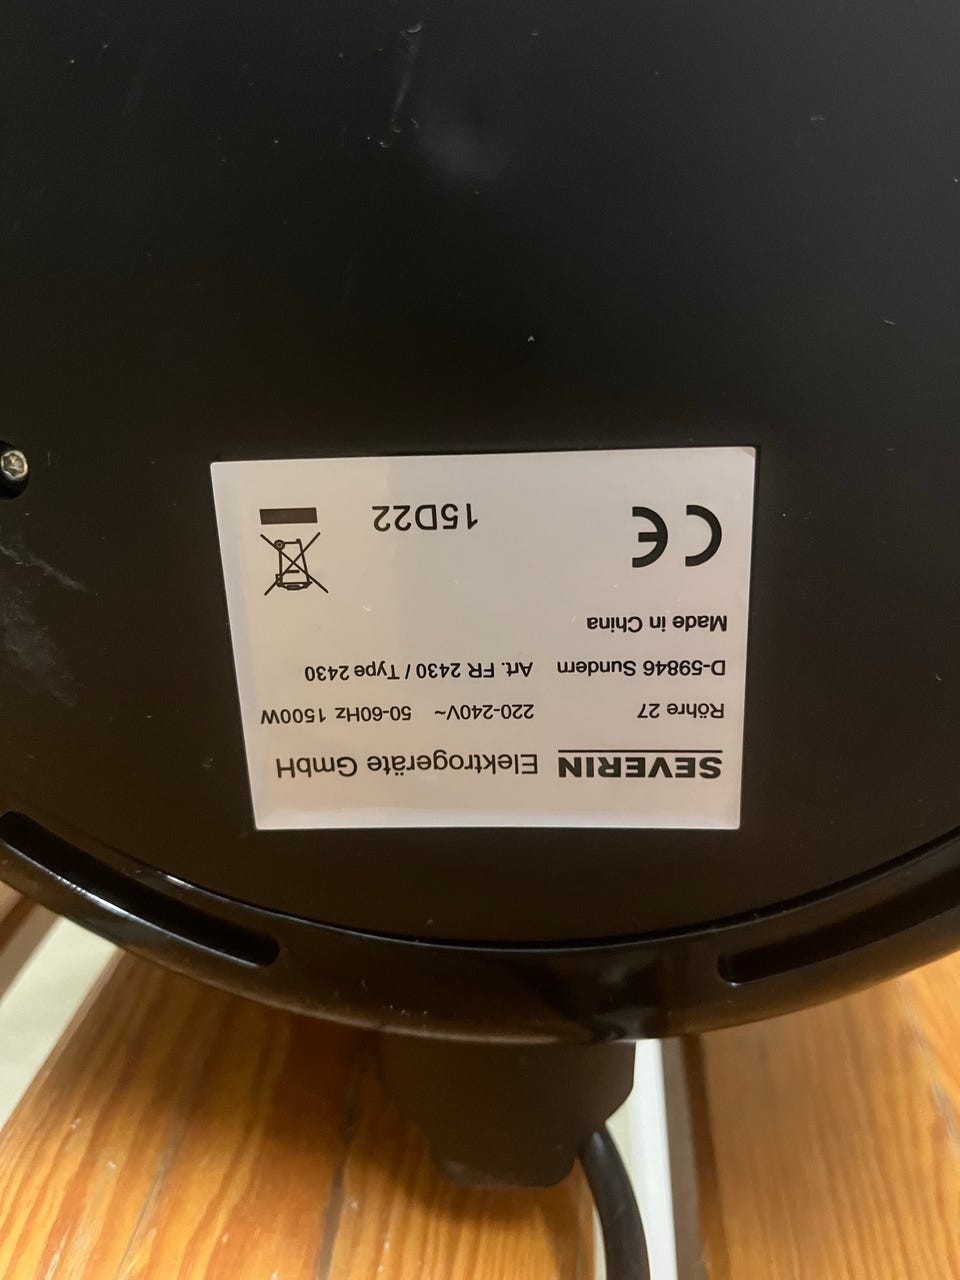 SEVERIN Elektrogeräte GmbH
Röhre 27 220-240V~ 50-60Hz 1500W
D-59846 Sundern Art. FR 2430 / Type 2430
Made in China
CE 15D22